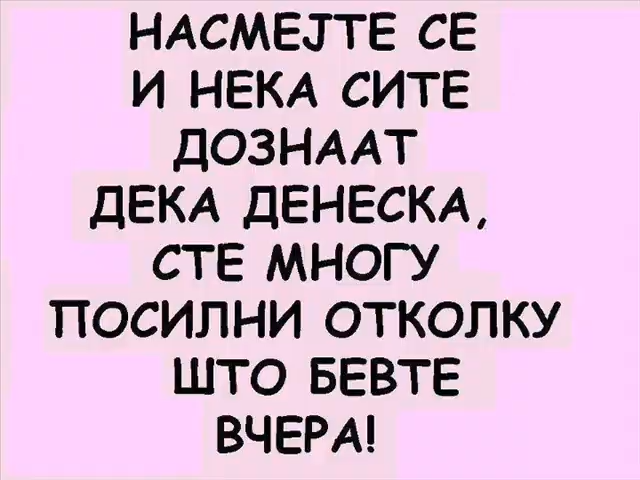 НАСМЕЈТЕ СЕ
И НЕКА СИТЕ
ДОЗНААТ
ДЕКА ДЕНЕСКА,
СТЕ МНОГУ
ПОСИЛНИ ОТКОЛКУ
ШТО БЕВТЕ
ВЧЕРА!